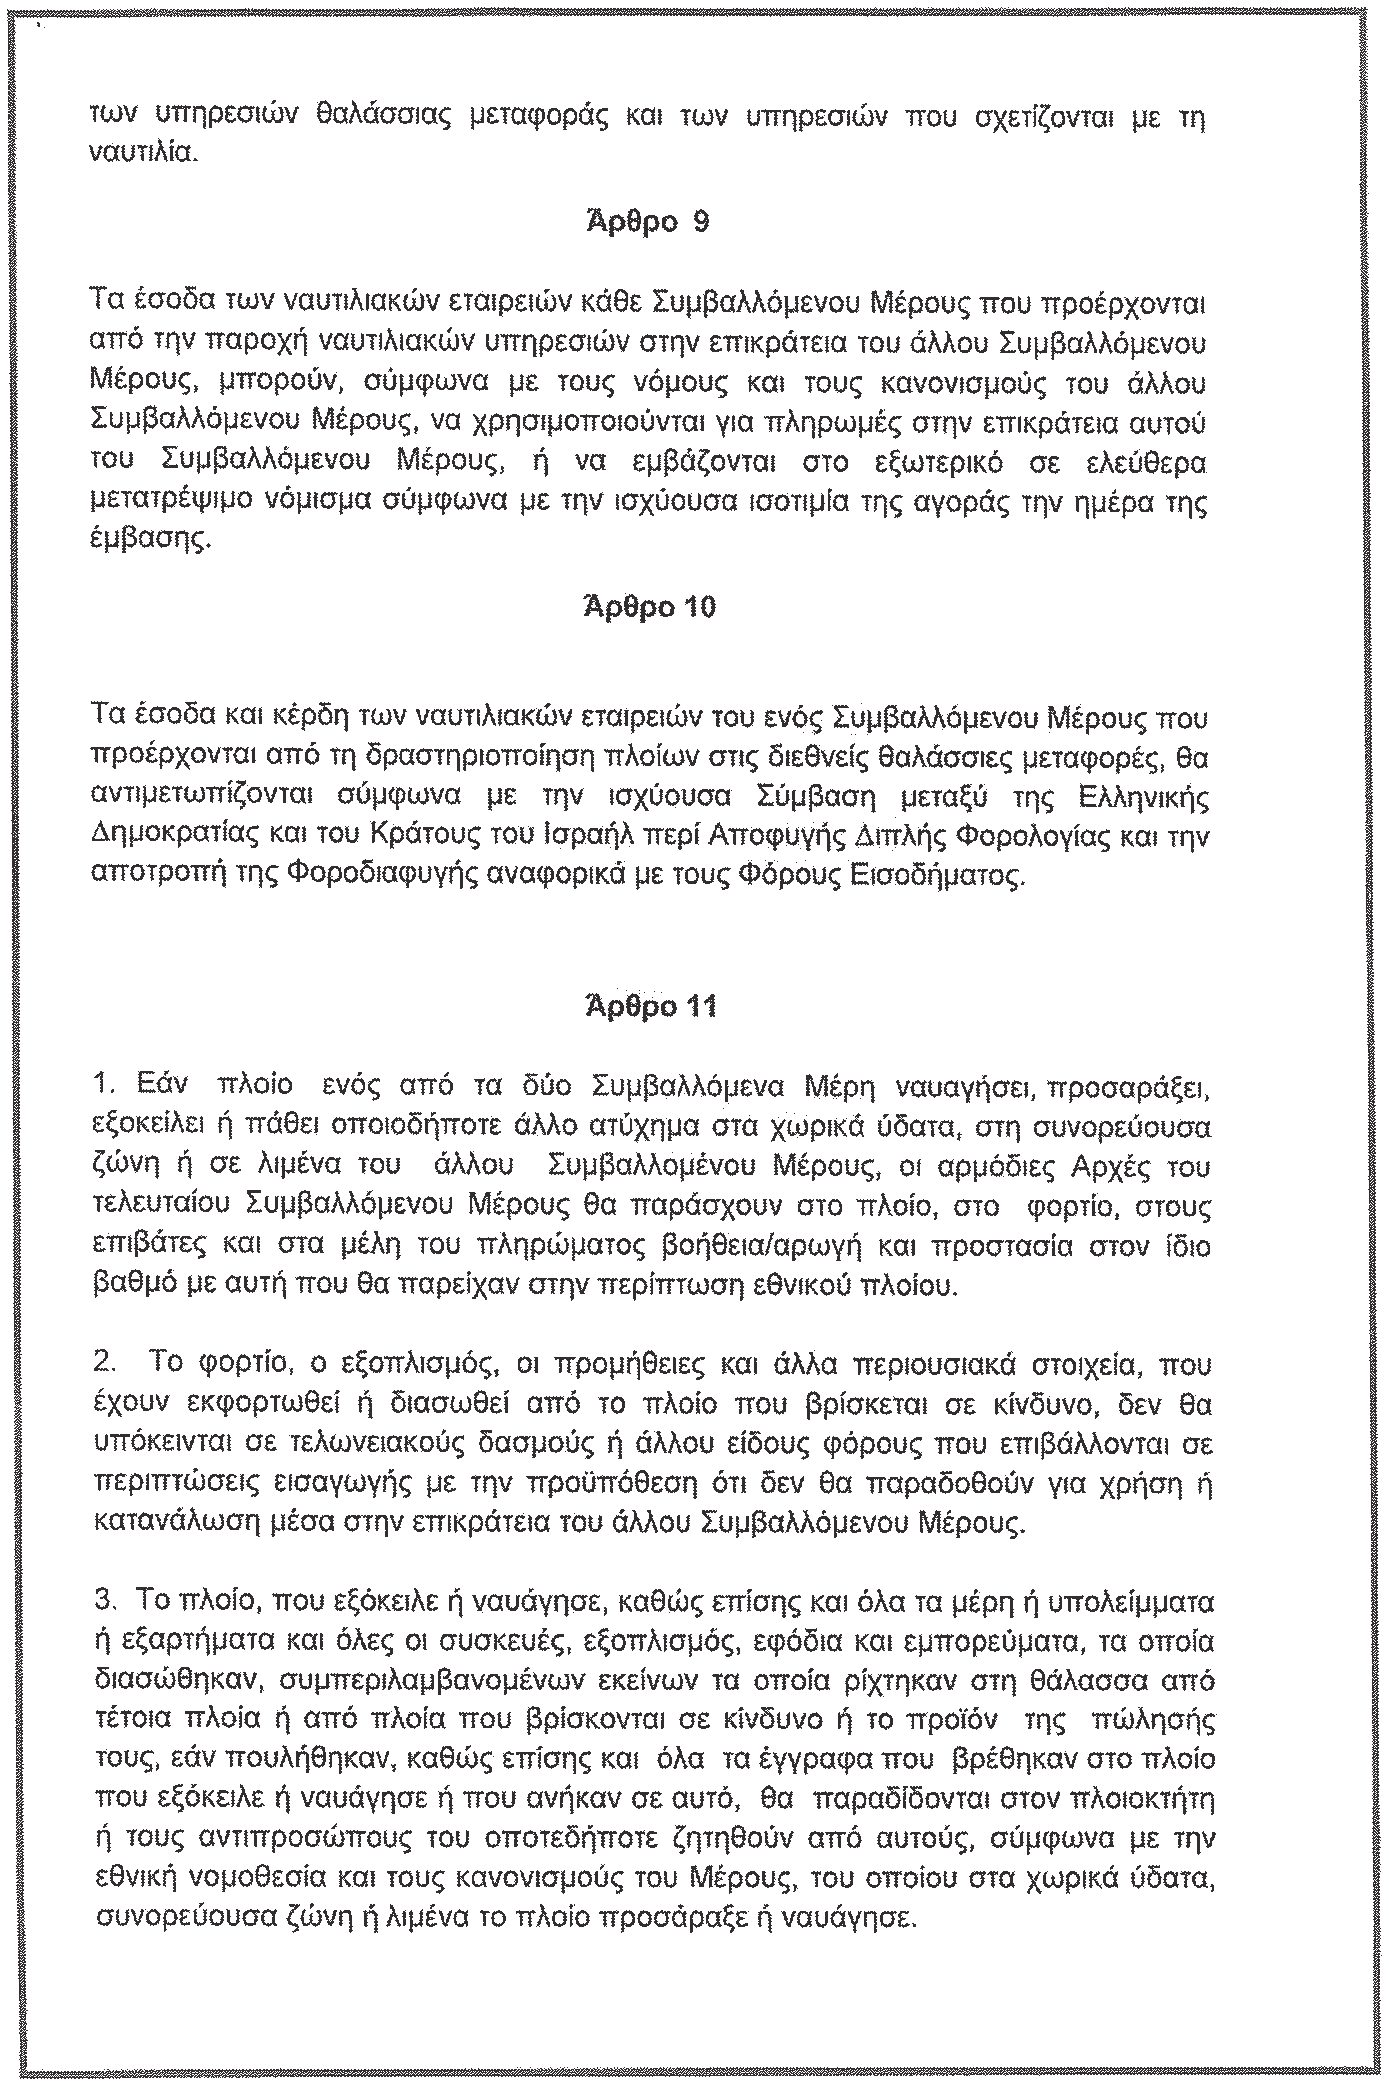 των υπηρεσιών θαλάσσιας μεταφοράς και των υπηρεσιών που σχετίζονται με τη
ναυτιλία.
Άρθρο 9
Τα έσοδα των ναυτιλιακών εταιρειών κάθε Συμβαλλόμενου Μέρους που προέρχονται
από την παροχή ναυτιλιακών υπηρεσιών στην επικράτεια του άλλου Συμβαλλόμενου
Μέρους, μπορούν, σύμφωνα με τους νόμους και τους κανονισμούς του άλλου
Συμβαλλόμενου Μέρους, να χρησιμοποιούνται για πληρωμές στην επικράτεια αυτού
του Συμβαλλόμενου Μέρους, ή να εμβάζονται στο εξωτερικό σε ελεύθερα
μετατρέψιμο νόμισμα σύμφωνα με την ισχύουσα ισοτιμία της αγοράς την ημέρα της
έμβασης.
Άρθρο 10
Τα έσοδα και κέρδη των ναυτιλιακών εταιρειών του ενός Συμβαλλόμενου Μέρους που
προέρχονται από τη δραστηριοποίηση πλοίων στις διεθνείς θαλάσσιες μεταφορές, θα
αντιμετωπίζονται σύμφωνα με την ισχύουσα Σύμβαση μεταξύ της Ελληνικής
Δημοκρατίας και του Κράτους του Ισραήλ περί Αποφυγής Διπλής Φορολογίας και την
αποτροπή της Φοροδιαφυγής αναφορικά με τους Φόρους Εισοδήματος.
Άρθρο 11
1. Εάν πλοίο ενός από τα δύο Συμβαλλόμενα Μέρη ναυαγήσει, προσαράξει,
εξοκείλει ή πάθει οποιοδήποτε άλλο ατύχημα στα χωρικά ύδατα, στη συνορεύουσα
ζώνη ή σε λιμένα του άλλου Συμβαλλομένου Μέρους, οι αρμόδιες Αρχές του
τελευταίου Συμβαλλόμενου Μέρους θα παράσχουν στο πλοίο, στο φορτίο, στους
επιβάτες και στα μέλη του πληρώματος βοήθεια/αρωγή και προστασία στον ίδιο
βαθμό με αυτή που θα παρείχαν στην περίπτωση εθνικού πλοίου.
2. Το φορτίο, ο εξοπλισμός, οι προμήθειες και άλλα περιουσιακά στοιχεία, που
έχουν εκφορτωθεί ή διασωθεί από το πλοίο που βρίσκεται σε κίνδυνο, δεν θα
υπόκεινται σε τελωνειακούς δασμούς ή άλλου είδους φόρους που επιβάλλονται σε
περιπτώσεις εισαγωγής με την προϋπόθεση ότι δεν θα παραδοθούν για χρήση ή
κατανάλωση μέσα στην επικράτεια του άλλου Συμβαλλόμενου Μέρους.
3. Το πλοίο, που εξόκειλε ή ναυάγησε, καθώς επίσης και όλα τα μέρη ή υπολείμματα
ή εξαρτήματα και όλες οι συσκευές, εξοπλισμός, εφόδια και εμπορεύματα, τα οποία
διασώθηκαν, συμπεριλαμβανομένων εκείνων τα οποία ρίχτηκαν στη θάλασσα από
τέτοια πλοία ή από πλοία που βρίσκονται σε κίνδυνο ή το προϊόν της πώλησής
τους, εάν πουλήθηκαν, καθώς επίσης και όλα τα έγγραφα που βρέθηκαν στο πλοίο
που εξόκειλε ή ναυάγησε ή που ανήκαν σε αυτό, θα παραδίδονται στον πλοιοκτήτη
ή τους αντιπροσώπους του οποτεδήποτε ζητηθούν από αυτούς, σύμφωνα με την
εθνική νομοθεσία και τους κανονισμούς του Μέρους, του οποίου στα χωρικά ύδατα,
συνορεύουσα ζώνη ή λιμένα το πλοίο προσάραξε ή ναυάγησε.